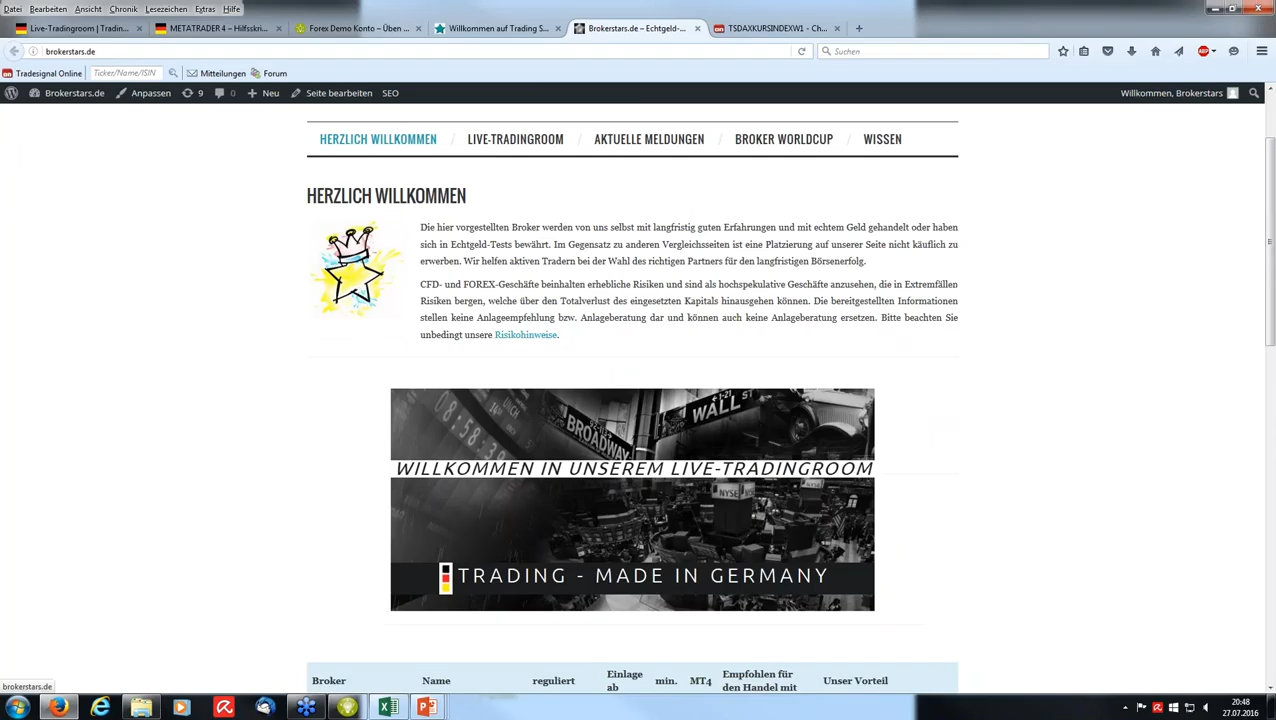 Datei Bearbeiten Ansicht Chronik Lesezeichen Extras Hilfe
Live-Tradingroom | Tradin... METATRADER 4 – Hilfsskri... Forex Demo Konto – Über ... Willkommen auf Trading S... Brokerstars.de – Echtgeld-... TSDAXKURSINDEXW1 - Ch...
brokerstars.de Suchen
Tradesignal Online Ticker/Name/ISIN Mitteilungen Forum
Brokerstars.de Anpassen 9 0 Neu Seite bearbeiten SEO Willkommen, Brokerstars
HERZLICH WILLKOMMEN / LIVE-TRADINGROOM / AKTUELLE MELDUNGEN / BROKER WORLDCUP / WISSEN
HERZLICH WILLKOMMEN
Die hier vorgestellten Broker werden von uns selbst mit langfristig guten Erfahrungen und mit echtem Geld gehandelt oder haben
sich in Echtgeld-Tests bewährt. Im Gegensatz zu anderen Vergleichsseiten ist eine Platzierung auf unserer Seite nicht käuflich zu
erwerben. Wir helfen aktiven Tradern bei der Wahl des richtigen Partners für den langfristigen Börsenerfolg.
CFD- und FOREX-Geschäfte beinhalten erhebliche Risiken und sind als hochspekulative Geschäfte anzusehen, die in Extremfällen
Risiken bergen, welche über den Totalverlust des eingesetzten Kapitals hinausgehen können. Die bereitgestellten Informationen
stellen keine Anlageempfehlung bzw. Anlageberatung dar und können auch keine Anlageberatung ersetzen. Bitte beachten Sie
unbedingt unsere Risikohinweise.
08:58:39
BROADWAY
WALL ST
WILLKOMMEN IN UNSEREM LIVE-TRADINGROOM
NYSE
TRADING - MADE IN GERMANY
Broker Name reguliert Einlage ab min. MT4 Empfohlen für den Handel mit Unser Vorteil
brokerstars.de
20:48
27.07.2016